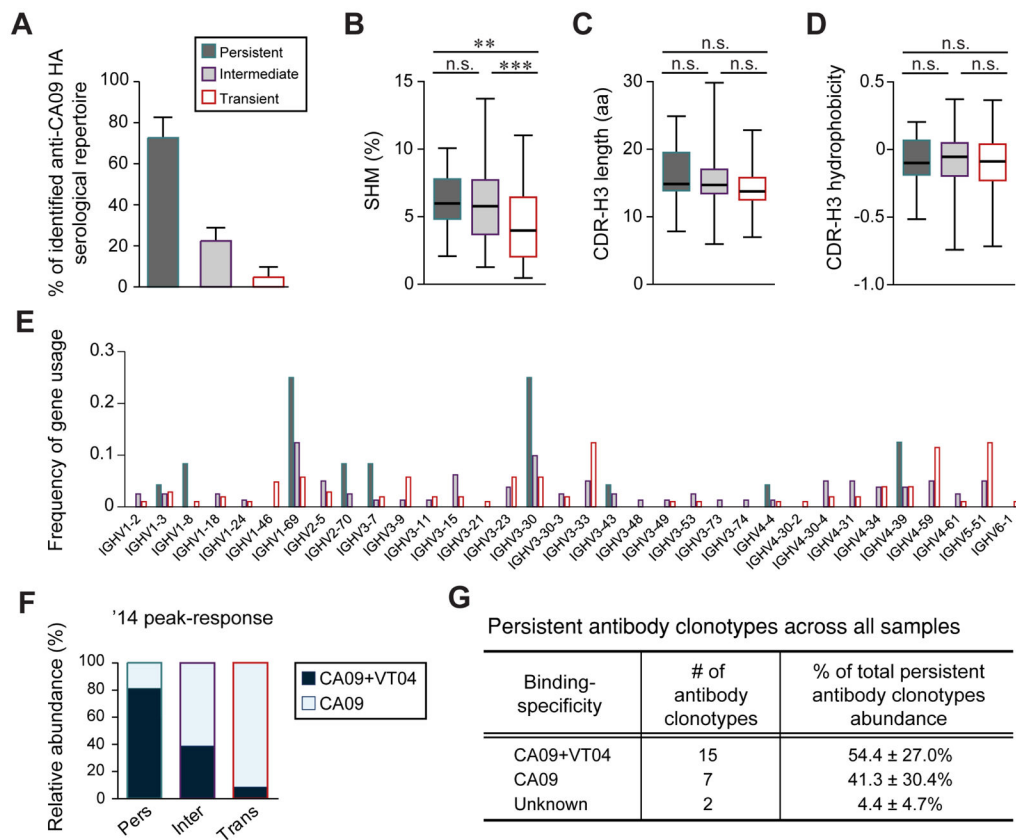 A
% of identified anti-CA09 HA
serological repertoire
100
80
60
40
20
0
Persistent
Intermediate
Transient
B
**
n.s.
***
SHM (%)
15
10
5
0
C
n.s.
n.s.
n.s.
CDR-H3 length (aa)
30
20
10
0
D
n.s.
n.s.
n.s.
CDR-H3 hydrophobicity
0.5
0
-0.5
-1.0
E
Frequency of gene usage
0.3
0.2
0.1
0
IGHV1-2
IGHV1-3
IGHV1-8
IGHV1-18
IGHV1-24
IGHV1-46
IGHV1-69
IGHV2-5
IGHV2-70
IGHV3-7
IGHV3-9
IGHV3-11
IGHV3-15
IGHV3-21
IGHV3-23
IGHV3-30
IGHV3-30-3
IGHV3-33
IGHV3-43
IGHV3-48
IGHV3-49
IGHV3-53
IGHV3-73
IGHV3-74
IGHV4-4
IGHV4-30-2
IGHV4-30-4
IGHV4-31
IGHV4-34
IGHV4-39
IGHV4-59
IGHV4-61
IGHV5-51
IGHV6-1
F
'14 peak-response
Relative abundance (%)
100
80
60
40
20
0
Pers
Inter
Trans
CA09+VT04
CA09
G
Persistent antibody clonotypes across all samples
Binding-
specificity
# of
antibody
clonotypes
% of total persistent
antibody clonotypes
abundance
CA09+VT04 15 54.4 ± 27.0%
CA09 7 41.3 ± 30.4%
Unknown 2 4.4 ± 4.7%